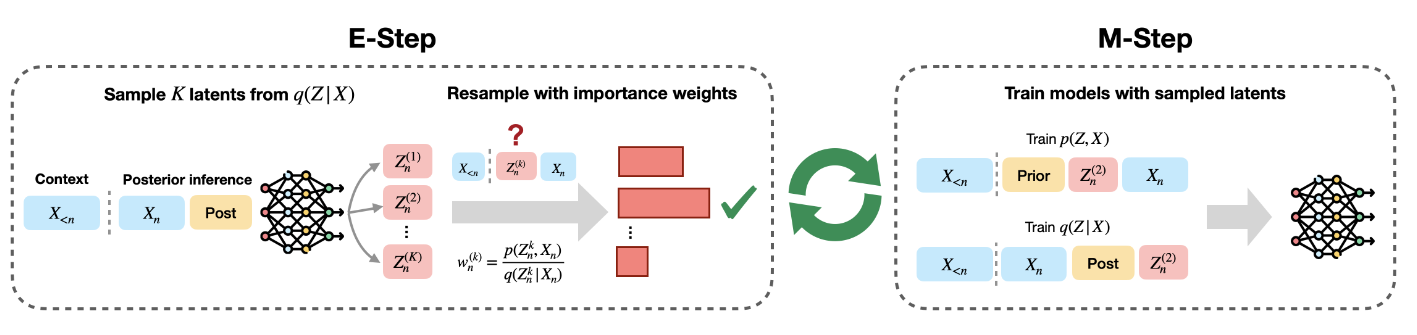 E-Step
Sample K latents from q(Z|X)
Resample with importance weights
Context
Posterior inference
X_{<n}
X_n
Post
Z_n^{(1)}
Z_n^{(2)}
⋮
Z_n^{(K)}
?
X_{<n}
Z_n^{(k)}
X_n
w_n^{(k)} = \frac{p(Z_n^k, X_n)}{q(Z_n^k|X_n)}
⋮
M-Step
Train models with sampled latents
Train p(Z, X)
X_{<n}
Prior
Z_n^{(2)}
X_n
Train q(Z|X)
X_{<n}
X_n
Post
Z_n^{(2)}